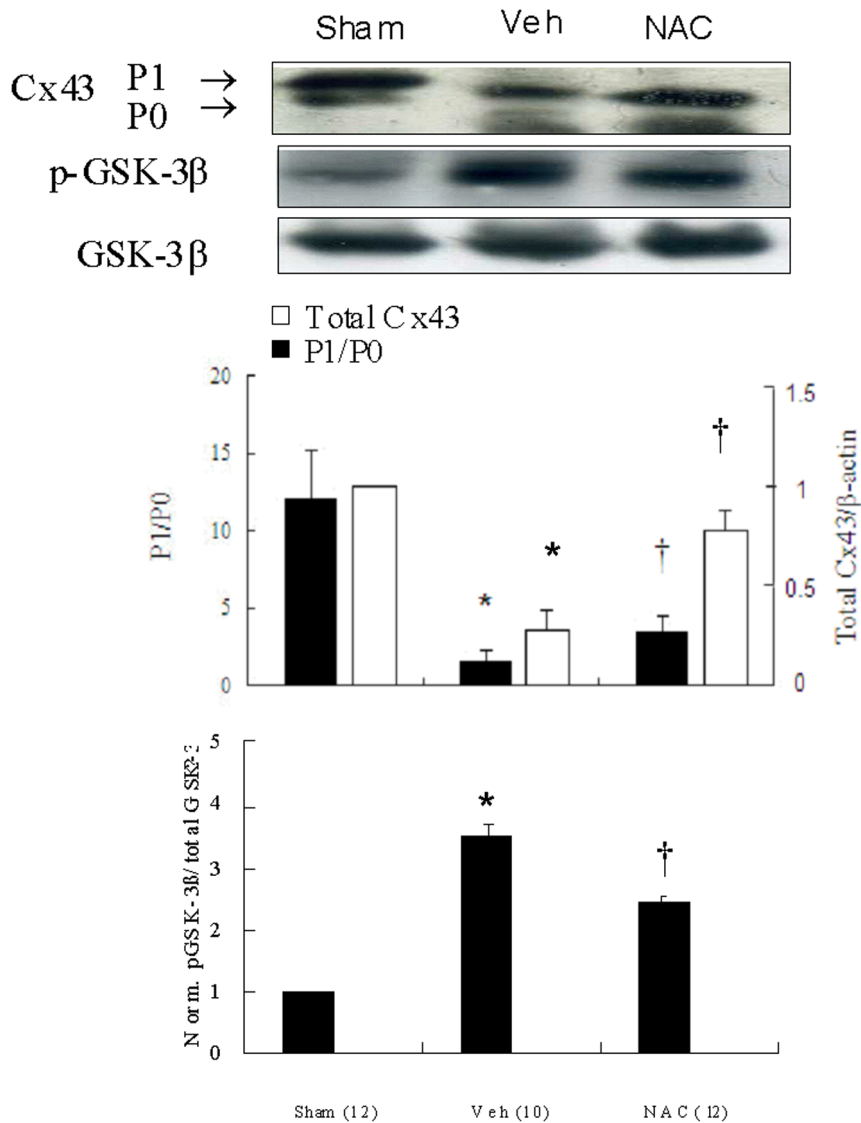 Sham Veh NAC
Cx43 P1 →
P0 →
p-GSK-3β
GSK-3β
Total Cx43
P1/P0
20
15
10
5
0
P1/P0
1.5
1
0.5
0
Total Cx43/β-actin
*
*
†
†
5
4
3
2
1
0
Norm. pGSK-3ß/total GSK
*
†
Sham (12) Veh (10) NAC (12)